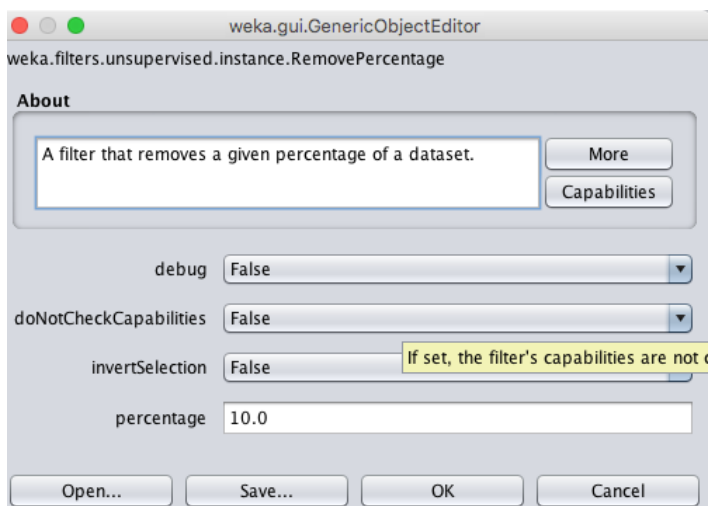 weka.gui.GenericObjectEditor
weka.filters.unsupervised.instance.RemovePercentage
About
A filter that removes a given percentage of a dataset.
More
Capabilities
debug False
doNotCheckCapabilities False
If set, the filter's capabilities are not
invertSelection False
percentage 10.0
Open... Save... OK Cancel